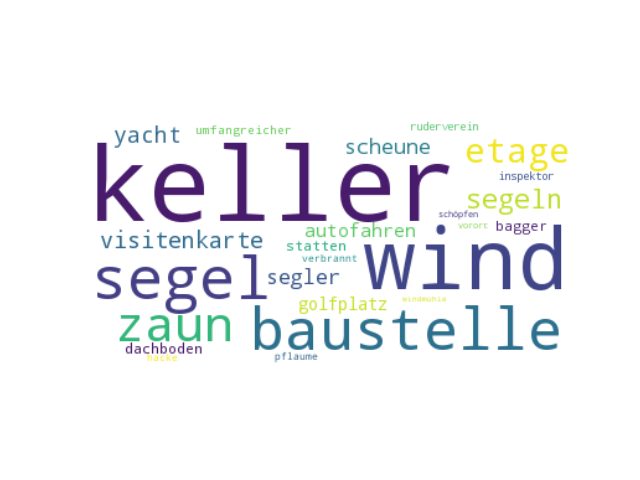 ruderverein
umfangreicher
yacht
scheune
etage
keller
inspektor
segeln
schöpfen
vorort
bagger
autofahren
visitenkarte
statten
wind
verbrannt
segel
segler
windmühle
golfplatz
zaun
baustelle
dachboden
hacke
pflaume